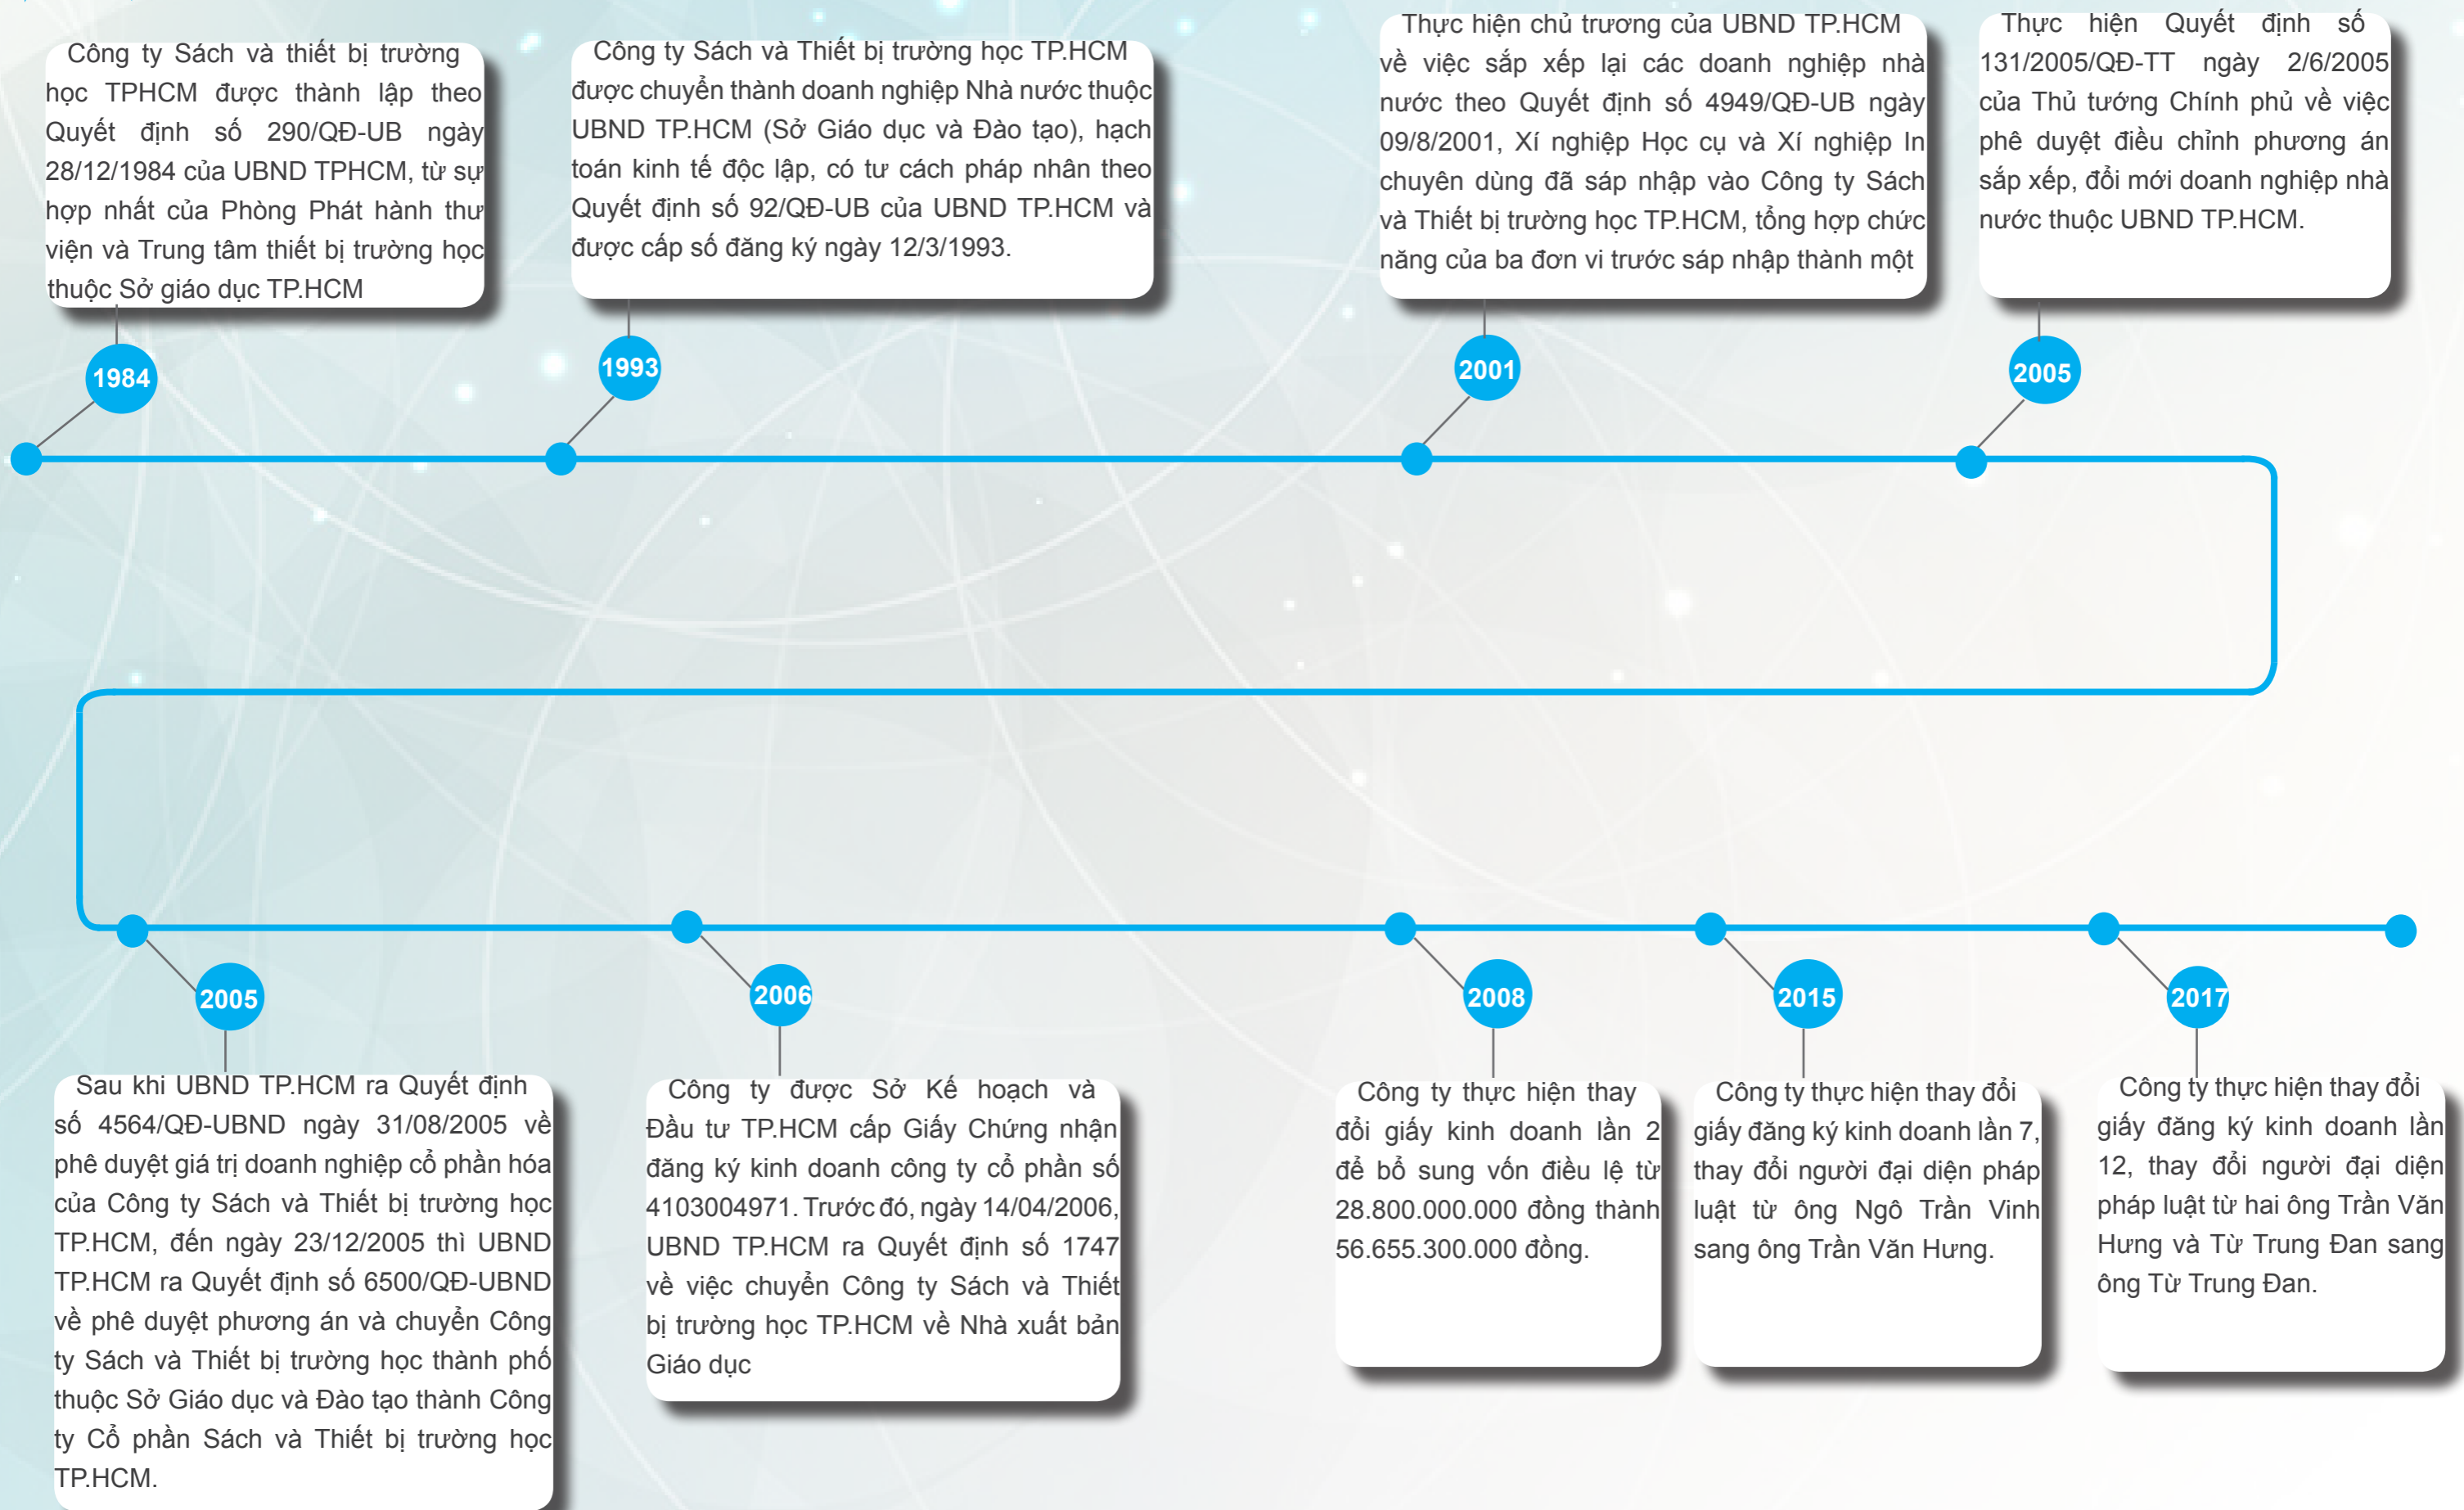 Công ty Sách và thiết bị trường
học TPHCM được thành lập theo
Quyết định số 290/QĐ-UB ngày
28/12/1984 của UBND TPHCM, từ sự
hợp nhất của Phòng Phát hành thư
viện và Trung tâm thiết bị trường học
thuộc Sở giáo dục TP.HCM
1984
Công ty Sách và Thiết bị trường học TP.HCM
được chuyển thành doanh nghiệp Nhà nước thuộc
UBND TP.HCM (Sở Giáo dục và Đào tạo), hạch
toán kinh tế độc lập, có tư cách pháp nhân theo
Quyết định số 92/QĐ-UB của UBND TP.HCM và
được cấp số đăng ký ngày 12/3/1993.
1993
Thực hiện chủ trương của UBND TP.HCM
về việc sắp xếp lại các doanh nghiệp nhà
nước theo Quyết định số 4949/QĐ-UB ngày
09/8/2001, Xí nghiệp Học cụ và Xí nghiệp In
chuyên dùng đã sáp nhập vào Công ty Sách
và Thiết bị trường học TP.HCM, tổng hợp chức
năng của ba đơn vi trước sáp nhập thành một
2001
Thực hiện Quyết định số
131/2005/QĐ-TT ngày 2/6/2005
của Thủ tướng Chính phủ về việc
phê duyệt điều chỉnh phương án
sắp xếp, đổi mới doanh nghiệp nhà
nước thuộc UBND TP.HCM.
2005
2005
Sau khi UBND TP.HCM ra Quyết định
số 4564/QĐ-UBND ngày 31/08/2005 về
phê duyệt giá trị doanh nghiệp cổ phần hóa
của Công ty Sách và Thiết bị trường học
TP.HCM, đến ngày 23/12/2005 thì UBND
TP.HCM ra Quyết định số 6500/QĐ-UBND
về phê duyệt phương án và chuyển Công
ty Sách và Thiết bị trường học thành phố
thuộc Sở Giáo dục và Đào tạo thành Công
ty Cổ phần Sách và Thiết bị trường học
TP.HCM.
2006
Công ty được Sở Kế hoạch và
Đầu tư TP.HCM cấp Giấy Chứng nhận
đăng ký kinh doanh công ty cổ phần số
4103004971. Trước đó, ngày 14/04/2006,
UBND TP.HCM ra Quyết định số 1747
về việc chuyển Công ty Sách và Thiết
bị trường học TP.HCM về Nhà xuất bản
Giáo dục
2008
Công ty thực hiện thay
đổi giấy kinh doanh lần 2
để bổ sung vốn điều lệ từ
28.800.000.000 đồng thành
56.655.300.000 đồng.
2015
Công ty thực hiện thay đổi
giấy đăng ký kinh doanh lần 7,
thay đổi người đại diện pháp
luật từ ông Ngô Trần Vinh
sang ông Trần Văn Hưng.
2017
Công ty thực hiện thay đổi
giấy đăng ký kinh doanh lần
12, thay đổi người đại diện
pháp luật từ hai ông Trần Văn
Hưng và Từ Trung Đan sang
ông Từ Trung Đan.